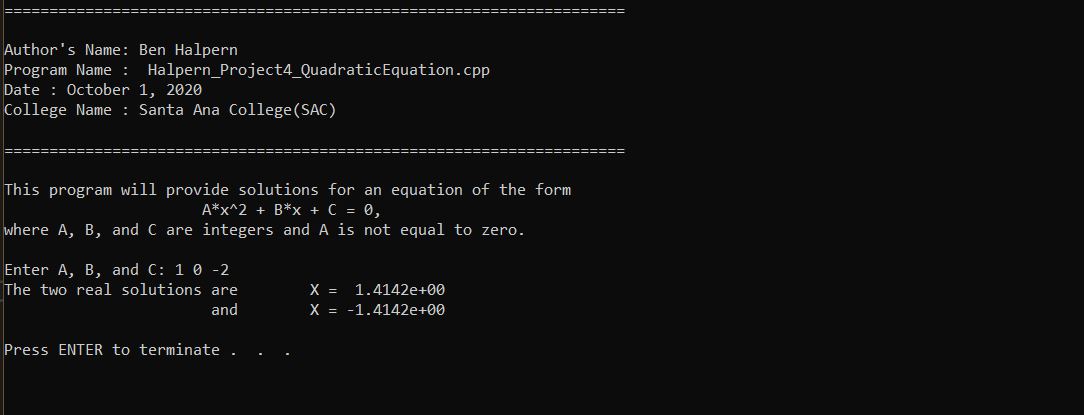 =====================================================================
Author's Name: Ben Halpern
Program Name :  Halpern_Project4_QuadraticEquation.cpp
Date : October 1, 2020
College Name : Santa Ana College(SAC)
=====================================================================
This program will provide solutions for an equation of the form
                      A*x^2 + B*x + C = 0,
where A, B, and C are integers and A is not equal to zero.
Enter A, B, and C: 1 0 -2
The two real solutions are        X =  1.4142e+00
                       and        X = -1.4142e+00
Press ENTER to terminate .  .  .